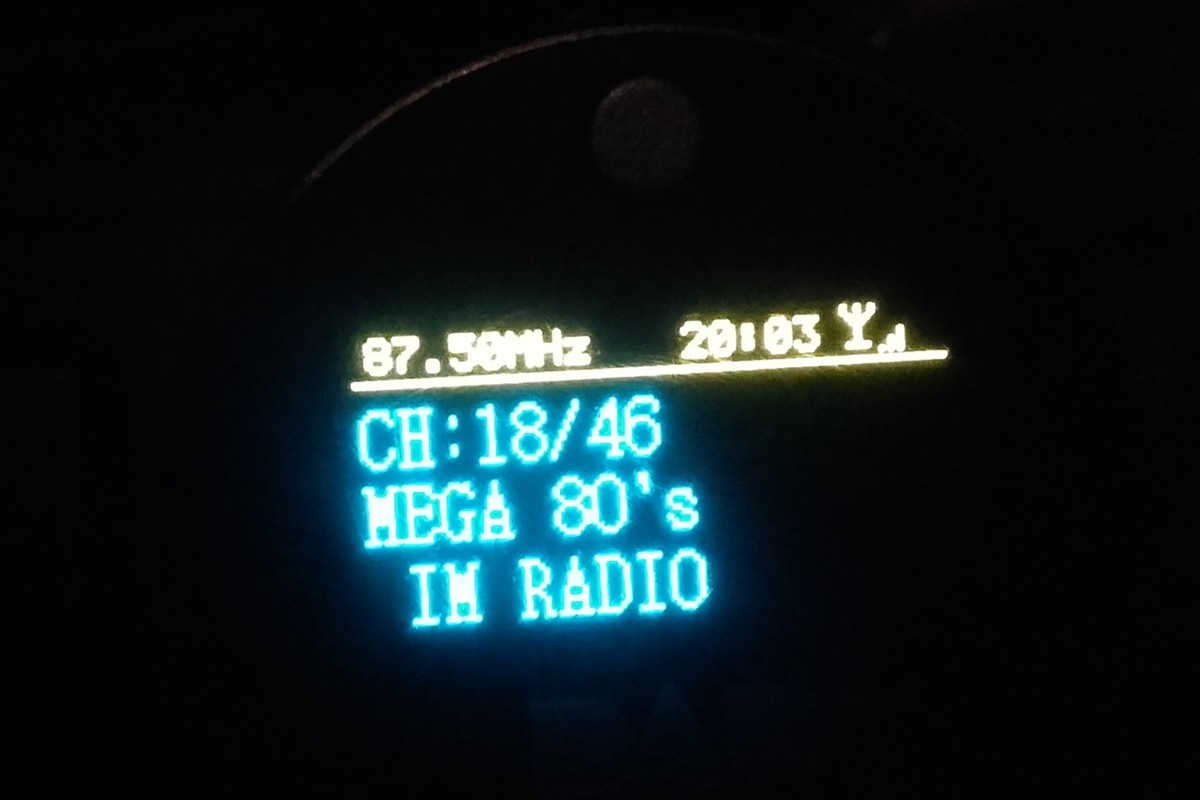 87.50MHz 20:03
CH:18/46
MEGA 80's
IM RADIO